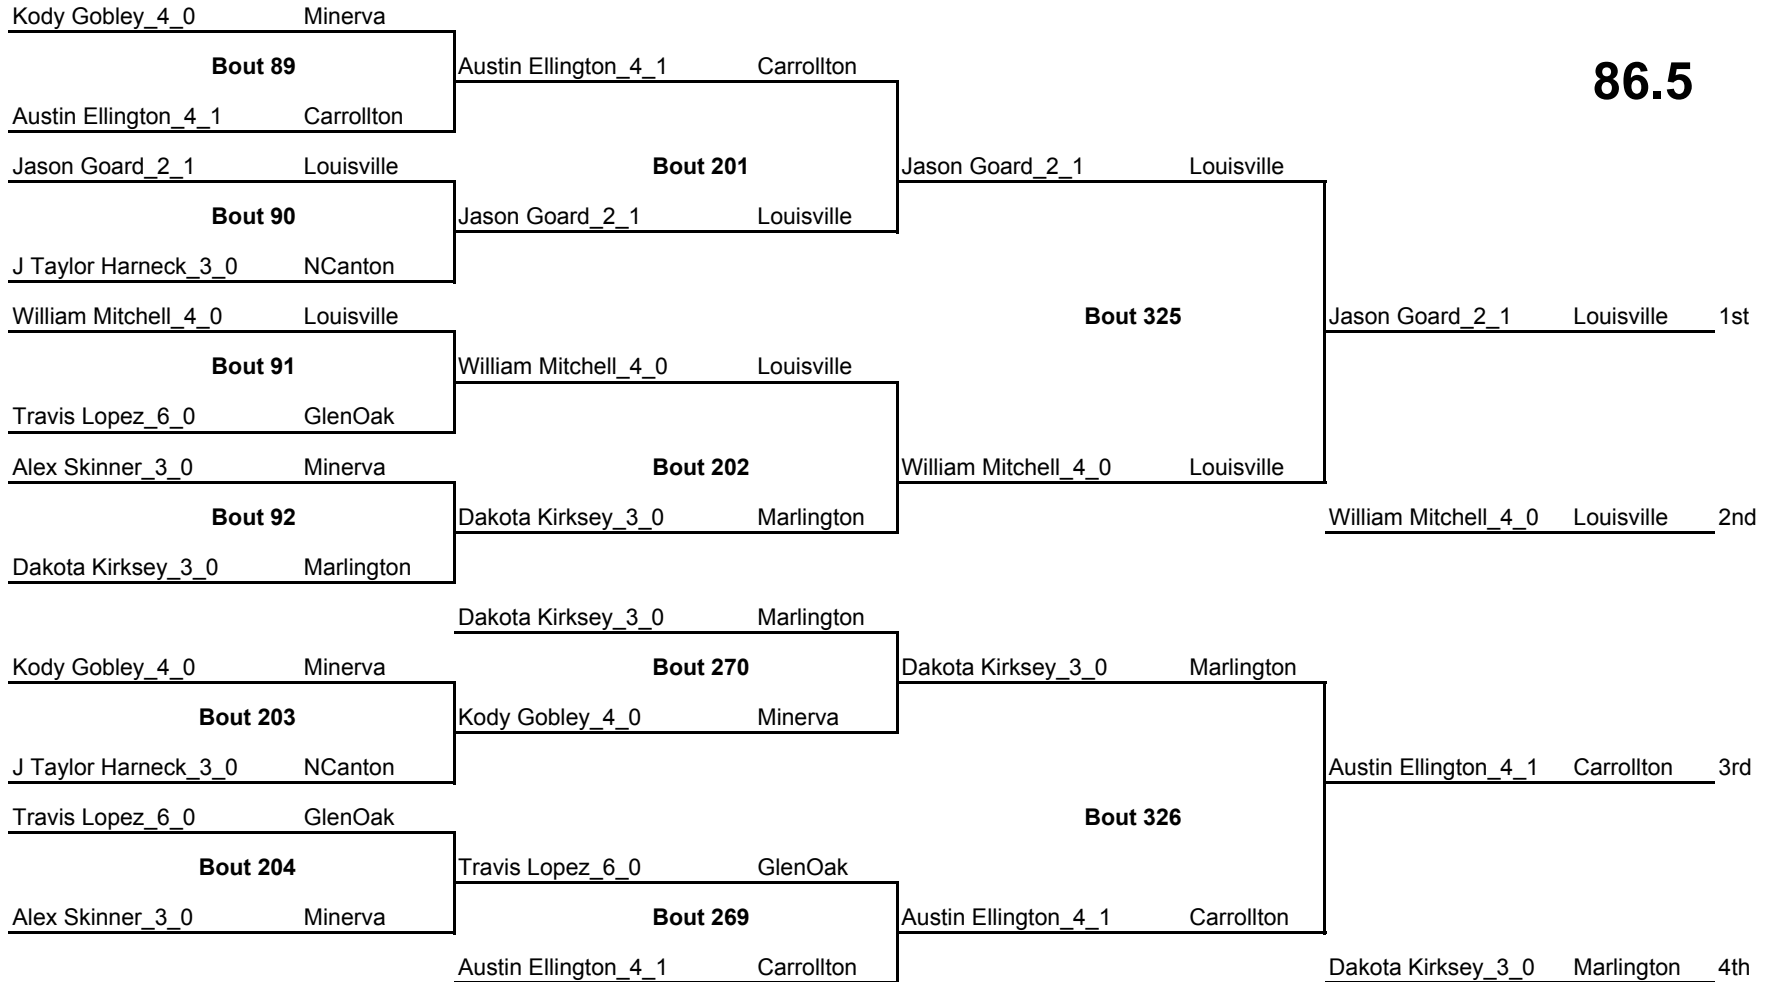 Kody Gobley_4_0 Minerva
Bout 89 Austin Ellington_4_1 Carrollton 86.5
Austin Ellington_4_1 Carrollton
Jason Goard_2_1 Louisville Bout 201 Jason Goard_2_1 Louisville
Bout 90 Jason Goard_2_1 Louisville
J Taylor Harneck_3_0 NCanton
William Mitchell_4_0 Louisville Bout 325 Jason Goard_2_1 Louisville 1st
Bout 91 William Mitchell_4_0 Louisville
Travis Lopez_6_0 GlenOak
Alex Skinner_3_0 Minerva Bout 202 William Mitchell_4_0 Louisville
Bout 92 Dakota Kirksey_3_0 Marlington William Mitchell_4_0 Louisville 2nd
Dakota Kirksey_3_0 Marlington
Dakota Kirksey_3_0 Marlington
Kody Gobley_4_0 Minerva Bout 270 Dakota Kirksey_3_0 Marlington
Bout 203 Kody Gobley_4_0 Minerva
J Taylor Harneck_3_0 NCanton Austin Ellington_4_1 Carrollton 3rd
Travis Lopez_6_0 GlenOak Bout 326
Bout 204 Travis Lopez_6_0 GlenOak
Alex Skinner_3_0 Minerva Bout 269 Austin Ellington_4_1 Carrollton
Austin Ellington_4_1 Carrollton Dakota Kirksey_3_0 Marlington 4th